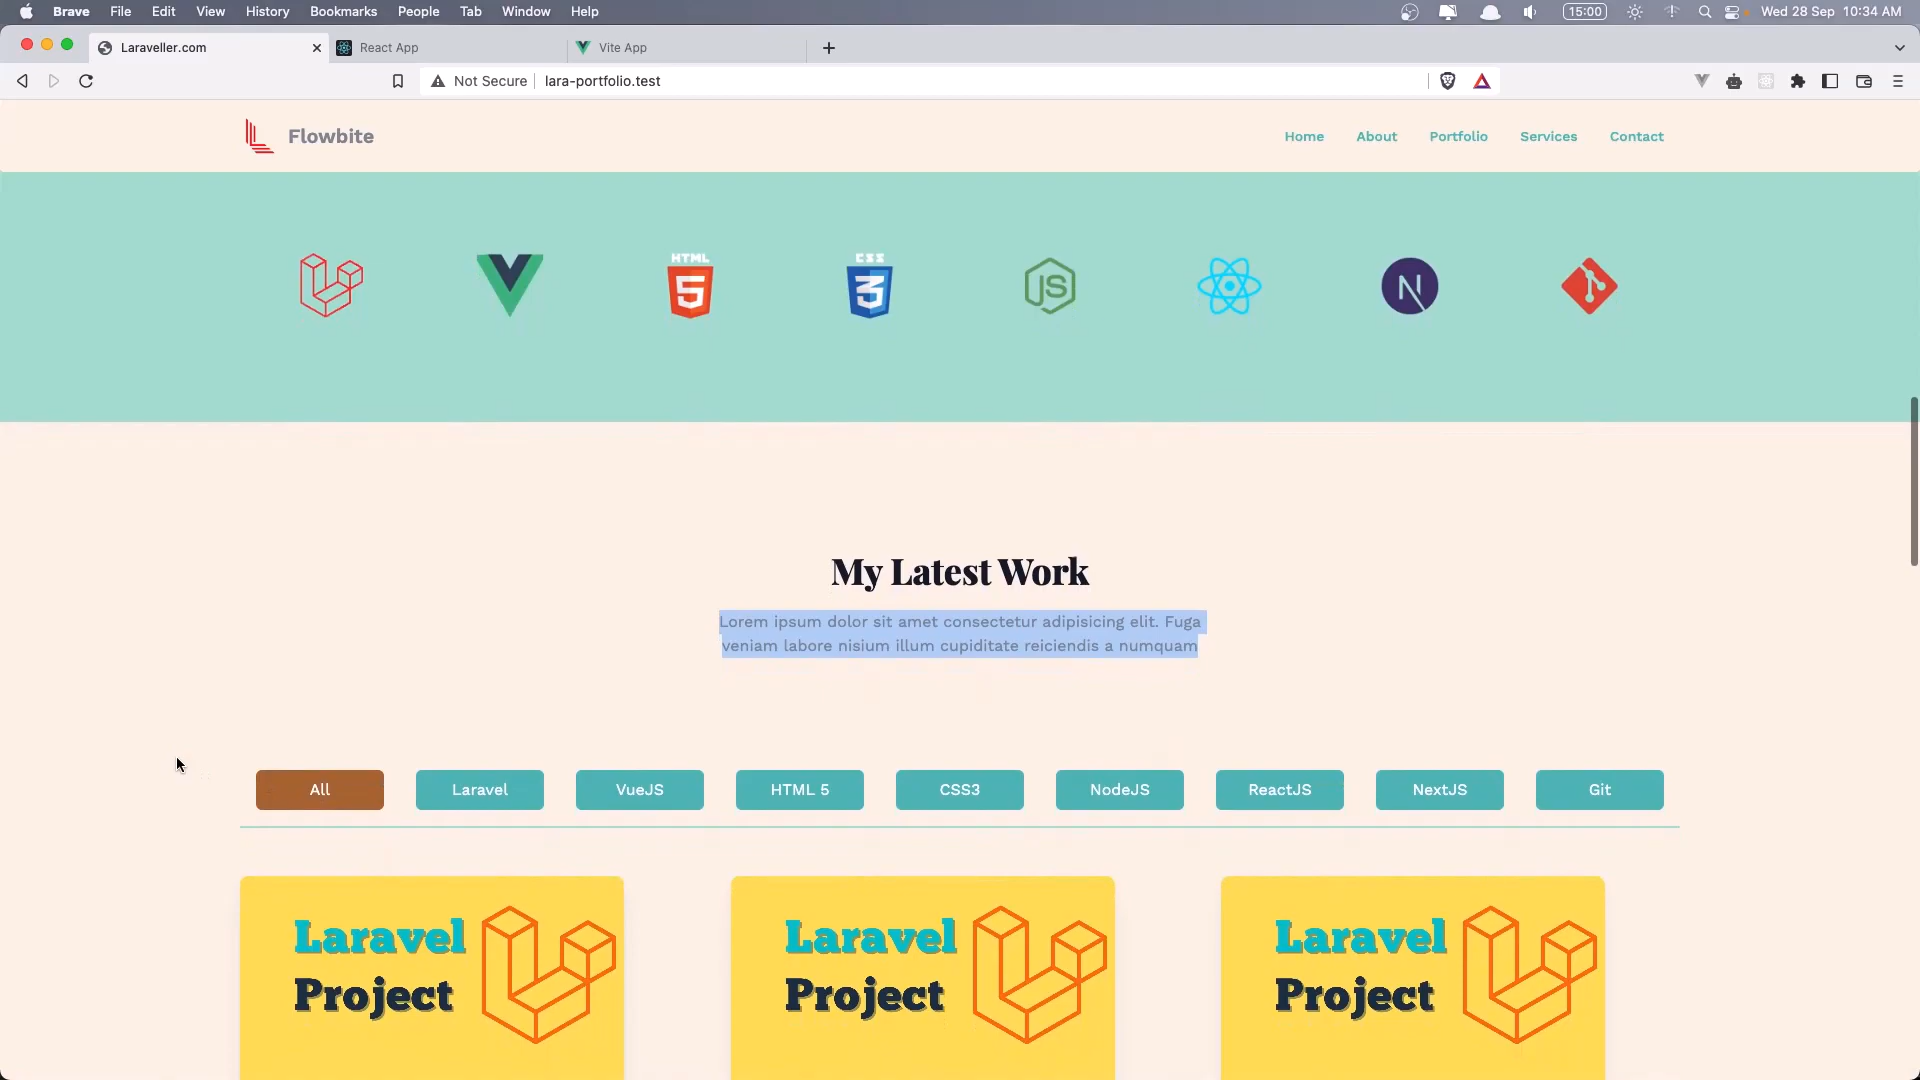 Brave File Edit View History Bookmarks People Tab Window Help 15:00 Wed 28 Sep 10:34 AM
Laraveller.com React App Vite App
Not Secure lara-portfolio.test
Flowbite Home About Portfolio Services Contact
HTML 5 CSS 3 JS N
My Latest Work
Lorem ipsum dolor sit amet consectetur adipisicing elit. Fuga
veniam labore nisium illum cupiditate reiciendis a numquam
All Laravel VueJS HTML 5 CSS3 NodeJS ReactJS NextJS Git
Laravel Laravel Laravel
Project Project Project